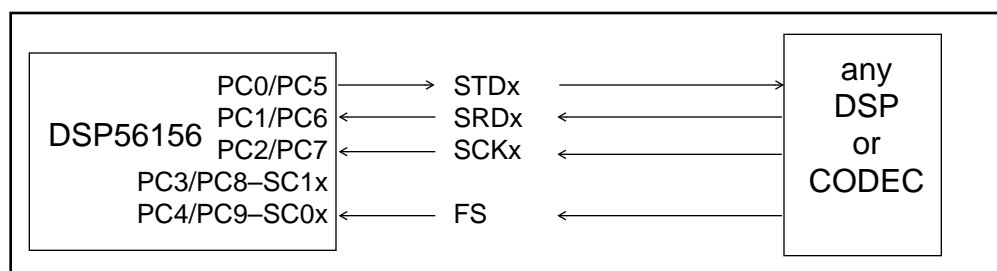 PC0/PC5 STDx
PC1/PC6 SRDx
DSP56156
PC2/PC7 SCKx
PC3/PC8–SC1x
PC4/PC9–SC0x FS
any
DSP
or
CODEC